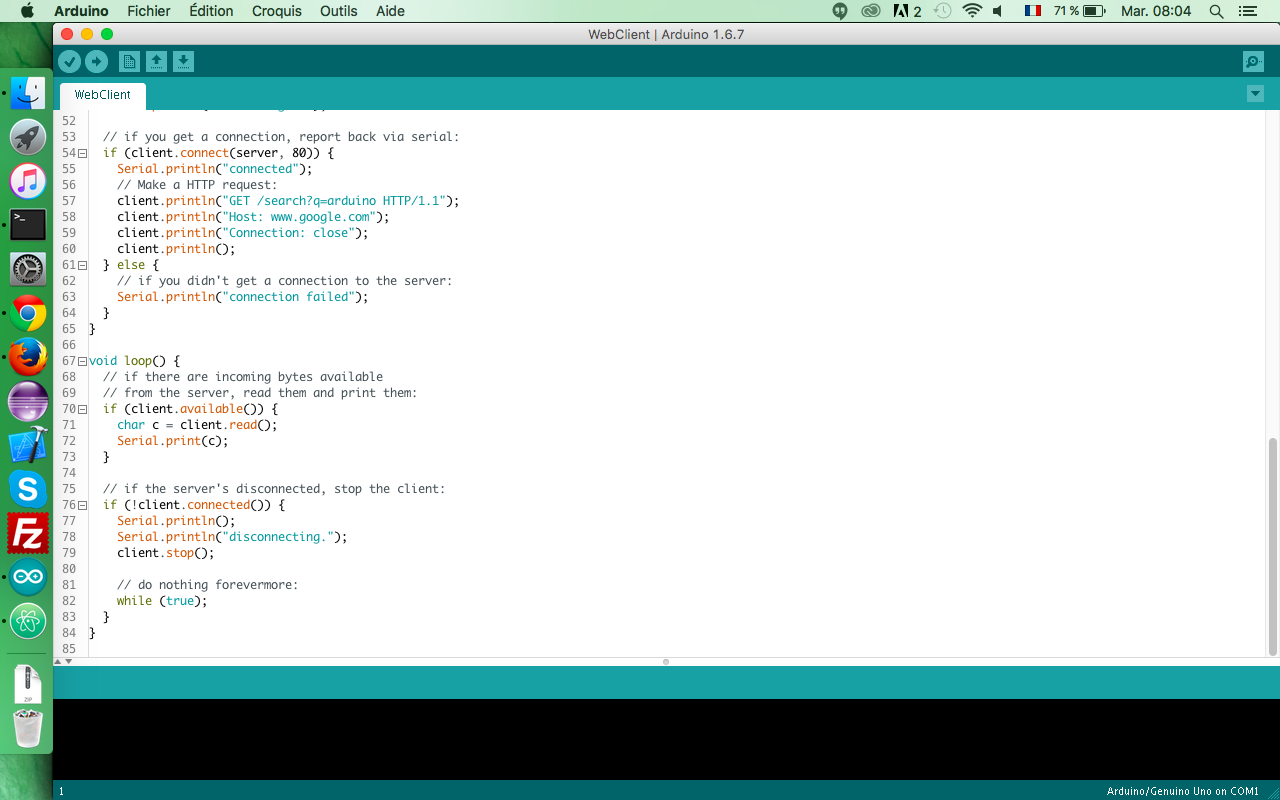 Arduino Fichier Édition Croquis Outils Aide 2 71 % Mar. 08:04
WebClient | Arduino 1.6.7
WebClient
52
53 // if you get a connection, report back via serial:
54 if (client.connect(server, 80)) {
55 Serial.println("connected");
56 // Make a HTTP request:
57 client.println("GET /search?q=arduino HTTP/1.1");
58 client.println("Host: www.google.com");
59 client.println("Connection: close");
60 client.println();
61 } else {
62 // if you didn't get a connection to the server:
63 Serial.println("connection failed");
64 }
65 }
66
67 void loop() {
68 // if there are incoming bytes available
69 // from the server, read them and print them:
70 if (client.available()) {
71 char c = client.read();
72 Serial.print(c);
73 }
74
75 // if the server's disconnected, stop the client:
76 if (!client.connected()) {
77 Serial.println();
78 Serial.println("disconnecting.");
79 client.stop();
80
81 // do nothing forevermore:
82 while (true);
83 }
84 }
85
ZIP
1 Arduino/Genuino Uno on COM1